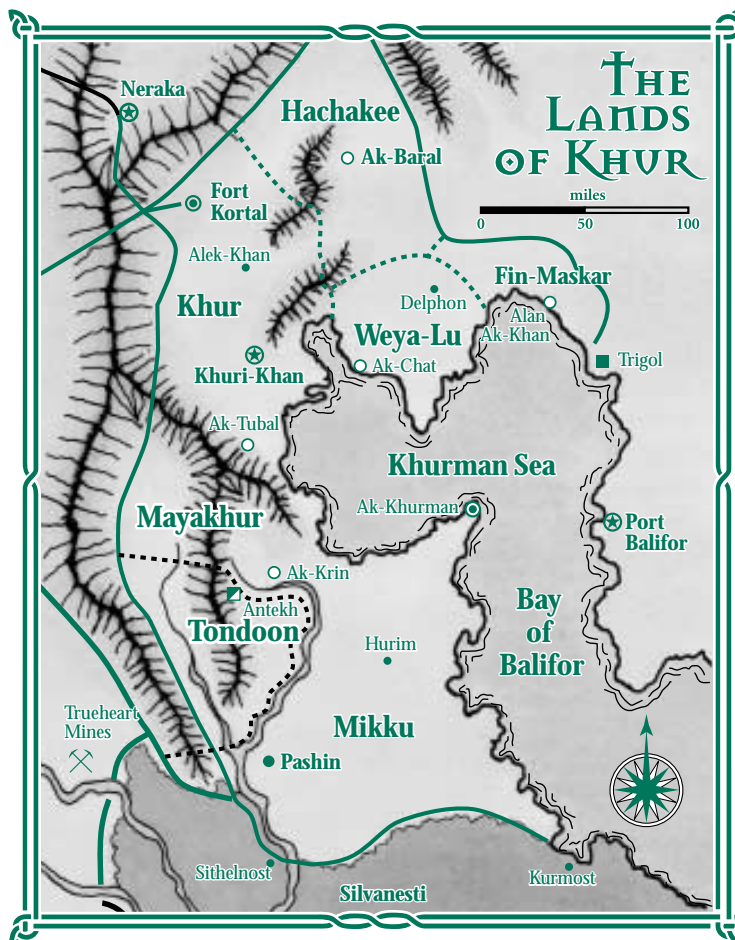 THE
LANDS
OF KHUR
miles
0 50 100
Neraka
Hachakee
Ak-Baral
Fort
Kortal
Alek-Khan
Khur
Fin-Maskar
Delphon
Alan
Ak-Khan
Weya-Lu
Trigol
Ak-Chat
Khuri-Khan
Ak-Tubal
Khurman Sea
Ak-Khurman
Mayakhur
Port
Balifor
Ak-Krin
Antekh
Tondoon
Bay
of
Balifor
Hurim
Trueheart
Mines
Mikku
Pashin
Sithelnost
Kurmost
Silvanesti